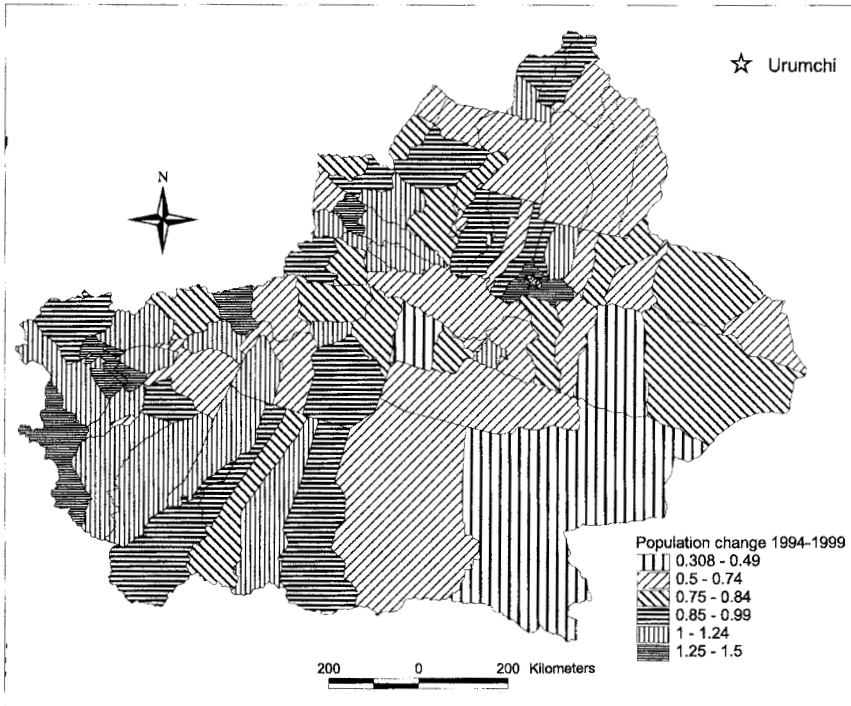 ☆ Urumchi
N
Population change 1994-1999
0.308 - 0.49
0.5 - 0.74
0.75 - 0.84
0.85 - 0.99
1 - 1.24
1.25 - 1.5
200 0 200 Kilometers